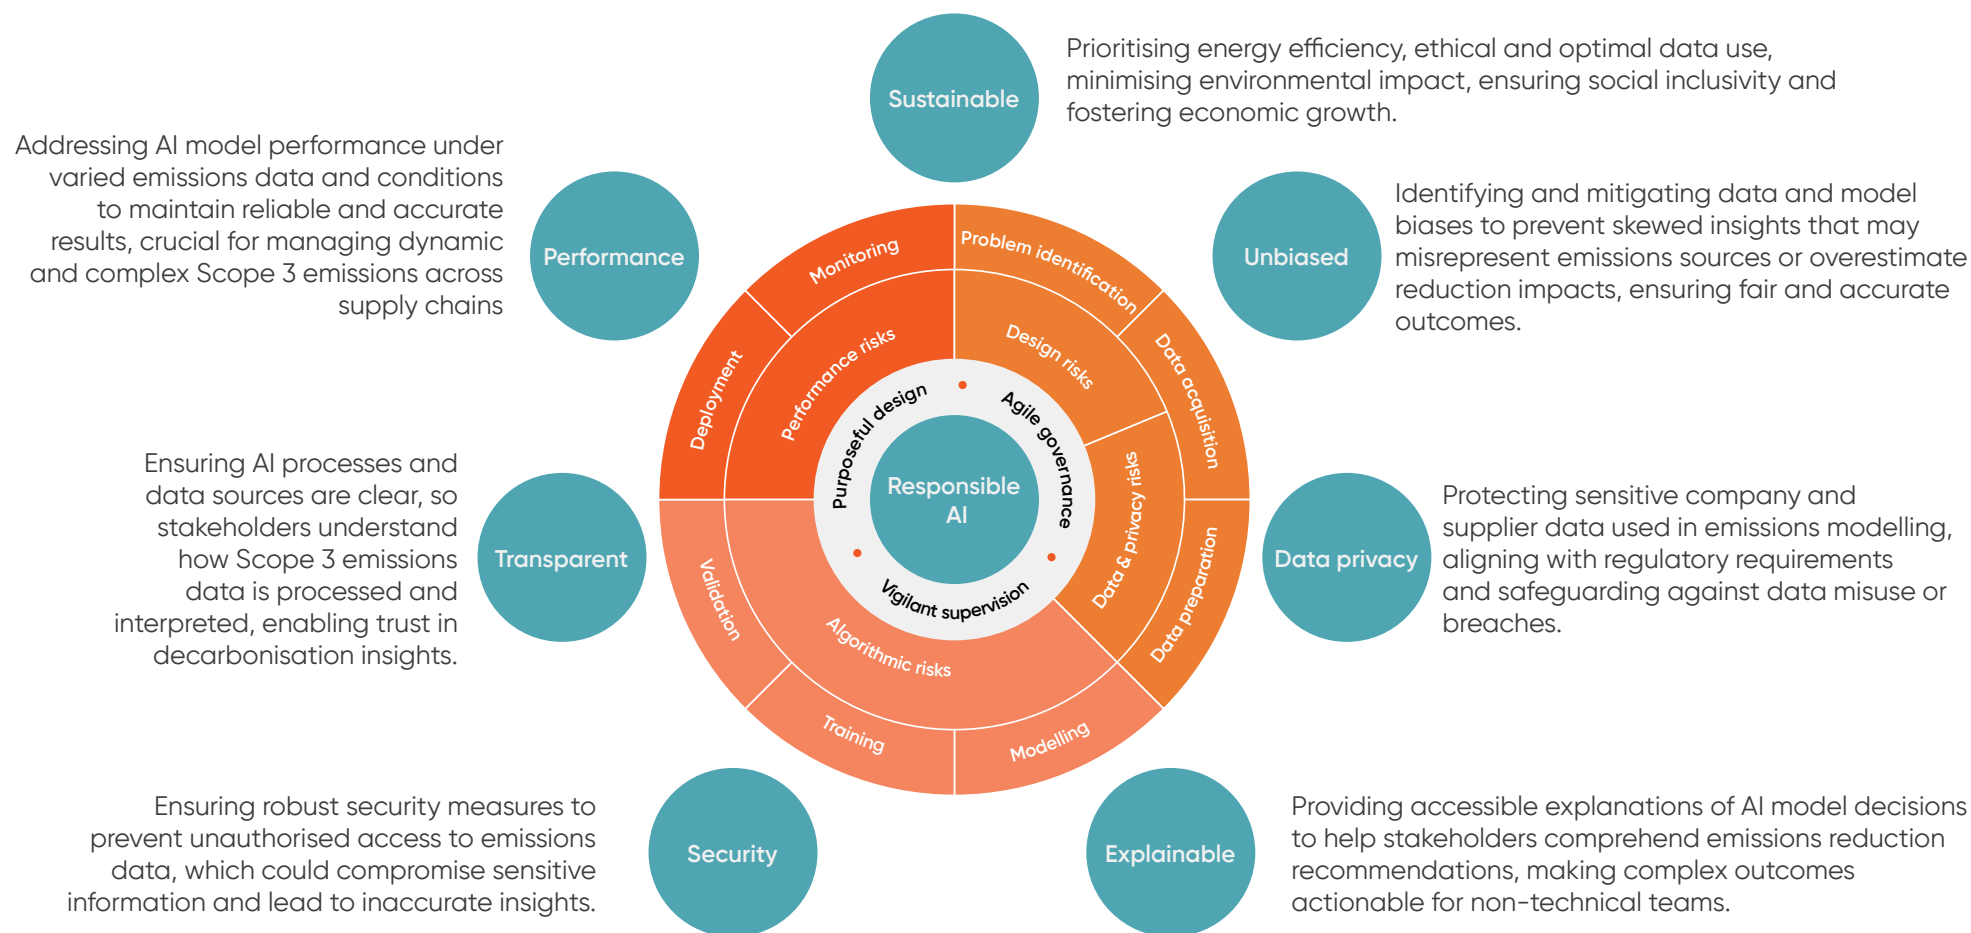 Sustainable
Prioritising energy efficiency, ethical and optimal data use,
minimising environmental impact, ensuring social inclusivity and
fostering economic growth.
Unbiased
Identifying and mitigating data and model
biases to prevent skewed insights that may
misrepresent emissions sources or overestimate
reduction impacts, ensuring fair and accurate
outcomes.
Data privacy
Protecting sensitive company and
supplier data used in emissions modelling,
aligning with regulatory requirements
and safeguarding against data misuse or
breaches.
Explainable
Providing accessible explanations of AI model decisions
to help stakeholders comprehend emissions reduction
recommendations, making complex outcomes
actionable for non-technical teams.
Security
Ensuring robust security measures to
prevent unauthorised access to emissions
data, which could compromise sensitive
information and lead to inaccurate insights.
Transparent
Ensuring AI processes and
data sources are clear, so
stakeholders understand
how Scope 3 emissions
data is processed and
interpreted, enabling trust in
decarbonisation insights.
Performance
Addressing AI model performance under
varied emissions data and conditions
to maintain reliable and accurate
results, crucial for managing dynamic
and complex Scope 3 emissions across
supply chains
Problem identification
Data acquisition
Data preparation
Modelling
Training
Validation
Deployment
Monitoring
Design risks
Data & privacy risks
Algorithmic risks
Performance risks
Purposeful design
Agile governance
Vigilant supervision
Responsible
AI